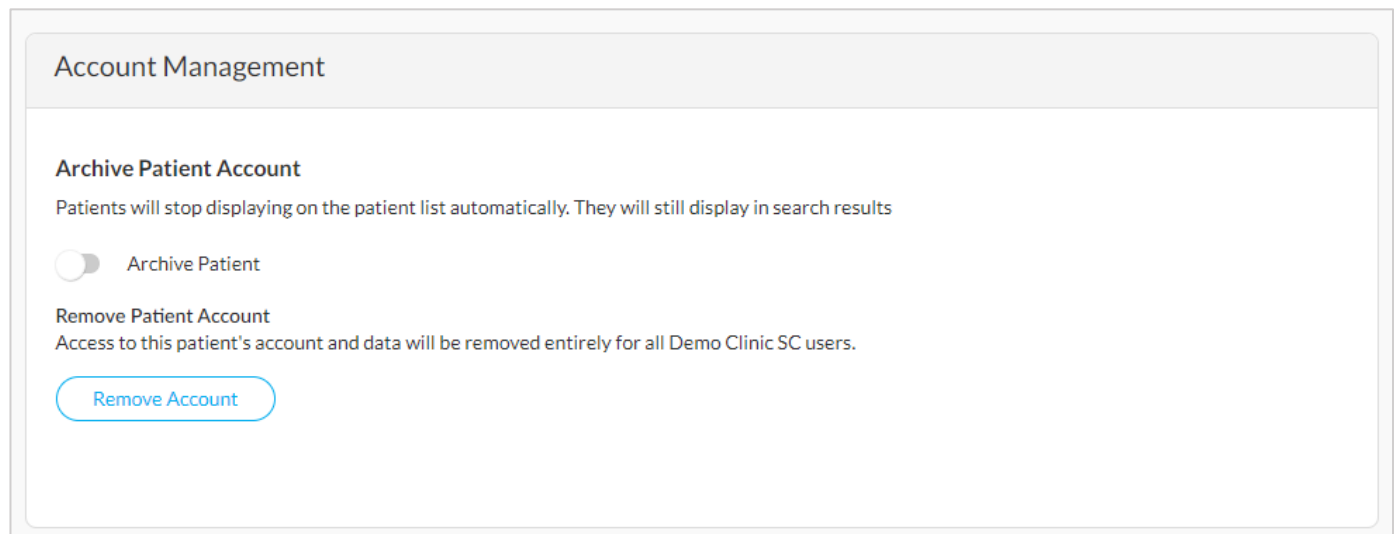 Account Management
Archive Patient Account
Patients will stop displaying on the patient list automatically. They will still display in search results
Archive Patient
Remove Patient Account
Access to this patient's account and data will be removed entirely for all Demo Clinic SC users.
Remove Account